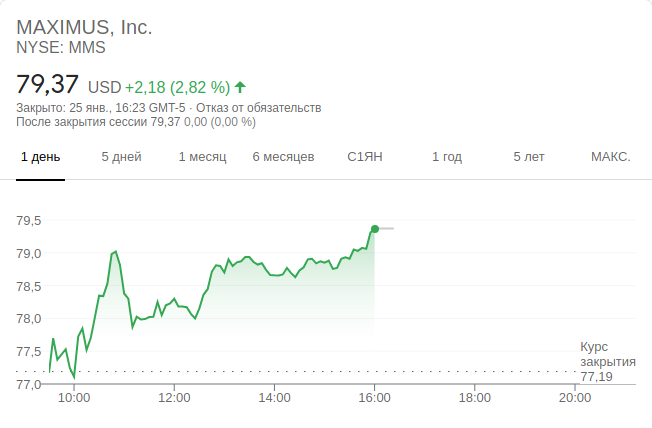 MAXIMUS, Inc.
NYSE: MMS
79,37 USD +2,18 (2,82 %)
Закрыто: 25 янв., 16:23 GMT-5 · Отказ от обязательств
После закрытия сессии 79,37 0,00 (0,00 %)
1 день 5 дней 1 месяц 6 месяцев С1ЯН 1 год 5 лет МАКС.
79,5
79,0
78,5
78,0
77,5
77,0
Курс
закрытия
77,19
10:00 12:00 14:00 16:00 18:00 20:00